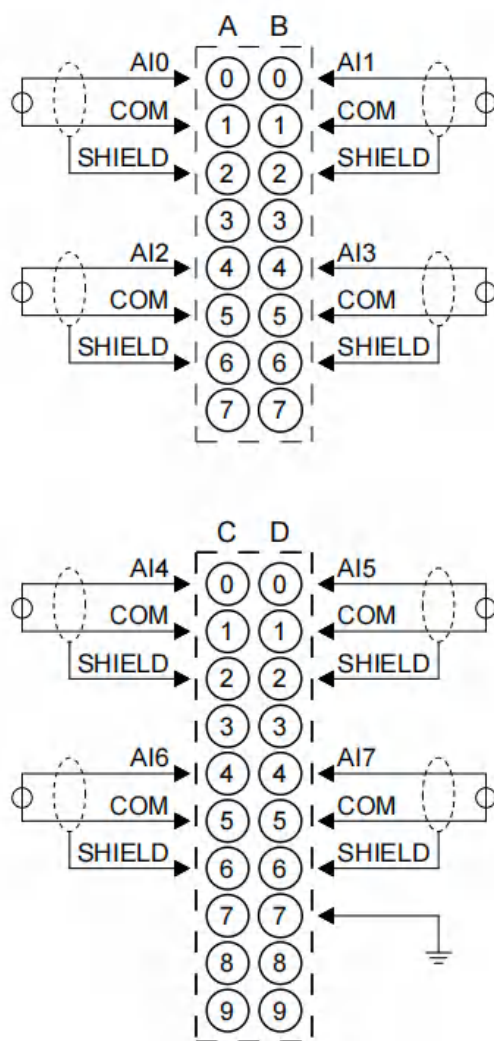 A B
AI0 0 0 AI1
COM 1 1 COM
SHIELD 2 2 SHIELD
3 3
AI2 4 4 AI3
COM 5 5 COM
SHIELD 6 6 SHIELD
7 7
C D
AI4 0 0 AI5
COM 1 1 COM
SHIELD 2 2 SHIELD
3 3
AI6 4 4 AI7
COM 5 5 COM
SHIELD 6 6 SHIELD
7 7
8 8
9 9